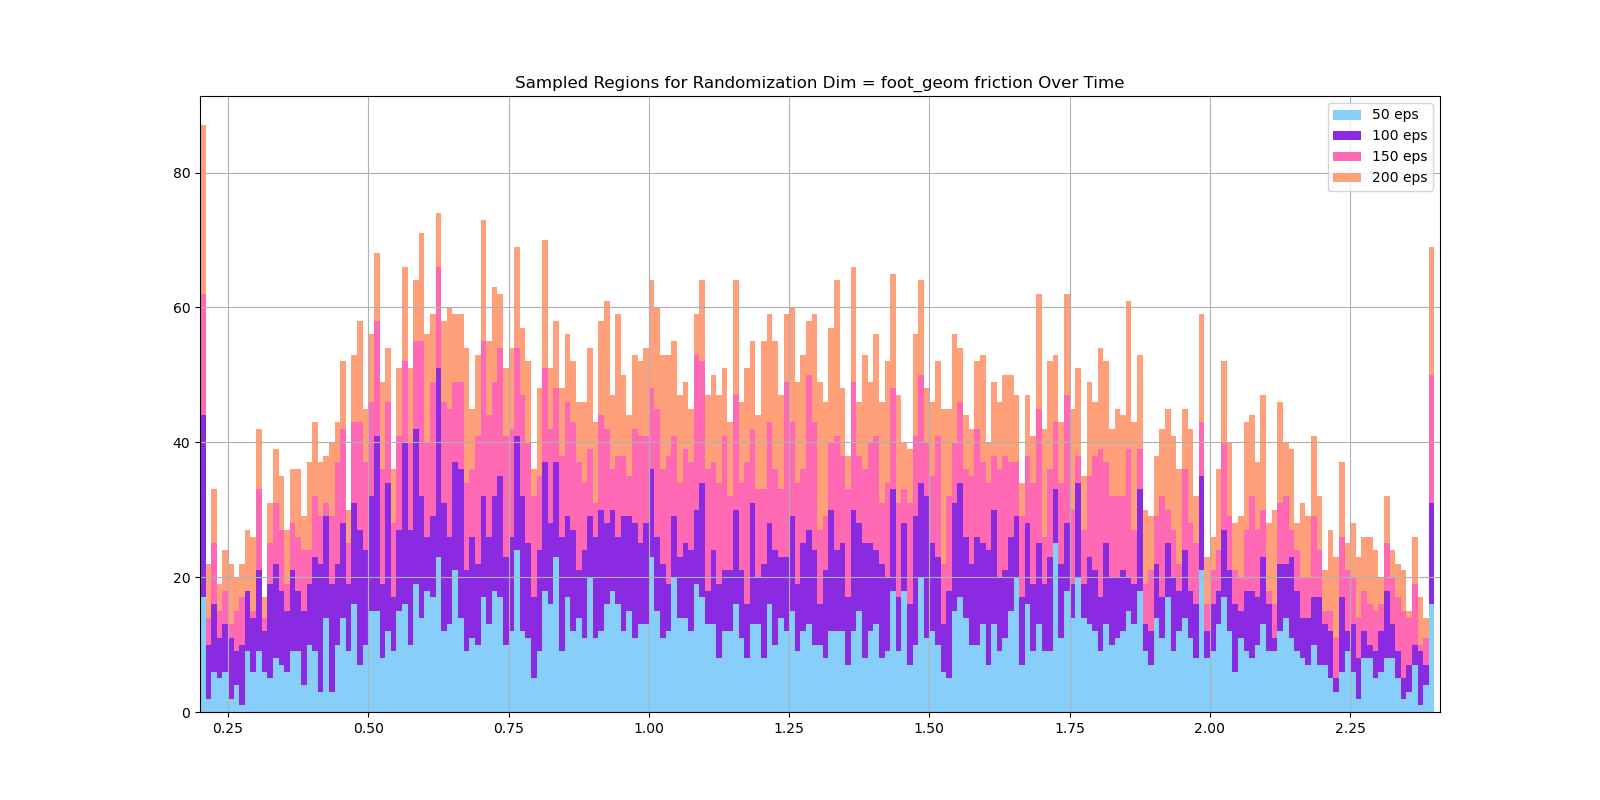 Sampled Regions for Randomization Dim = foot_geom friction Over Time
50 eps
100 eps
150 eps
200 eps
80
60
40
20
0
0.25 0.50 0.75 1.00 1.25 1.50 1.75 2.00 2.25